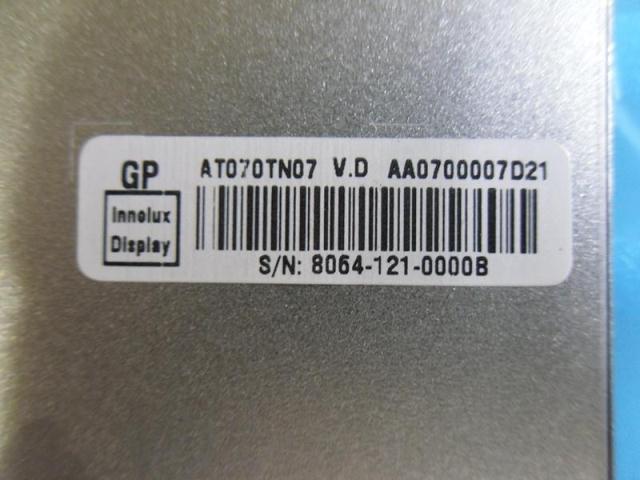 GP
Innolux
Display
AT070TN07 V.D AA0700007D21
S/N: 8064-121-0000B